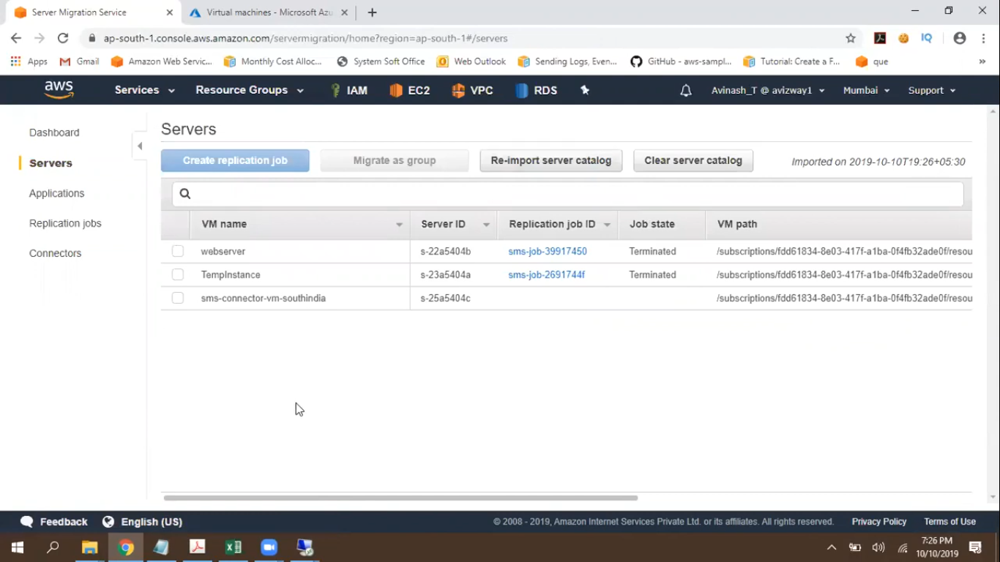 Server Migration Service
Virtual machines - Microsoft Azu
ap-south-1.console.aws.amazon.com/servermigration/home?region=ap-south-1#/servers
IQ
Apps
Gmail
Amazon Web Servic...
Monthly Cost Alloc...
System Soft Office
Web Outlook
Sending Logs, Even...
GitHub - aws-sampl...
Tutorial: Create a F...
que
aws
Services
Resource Groups
IAM
EC2
VPC
RDS
Avinash_T @ avizway1
Mumbai
Support
Dashboard
Servers
Applications
Replication jobs
Connectors
Servers
Create replication job
Migrate as group
Re-import server catalog
Clear server catalog
Imported on 2019-10-10T19:26+05:30
VM name Server ID Replication job ID Job state VM path
webserver s-22a5404b sms-job-39917450 Terminated /subscriptions/fdd61834-8e03-417f-a1ba-0f4fb32ade0f/resou
TempInstance s-23a5404a sms-job-2691744f Terminated /subscriptions/fdd61834-8e03-417f-a1ba-0f4fb32ade0f/resou
sms-connector-vm-southindia s-25a5404c /subscriptions/fdd61834-8e03-417f-a1ba-0f4fb32ade0f/resou
Feedback
English (US)
© 2008 - 2019, Amazon Internet Services Private Ltd. or its affiliates. All rights reserved.
Privacy Policy
Terms of Use
7:26 PM
10/10/2019